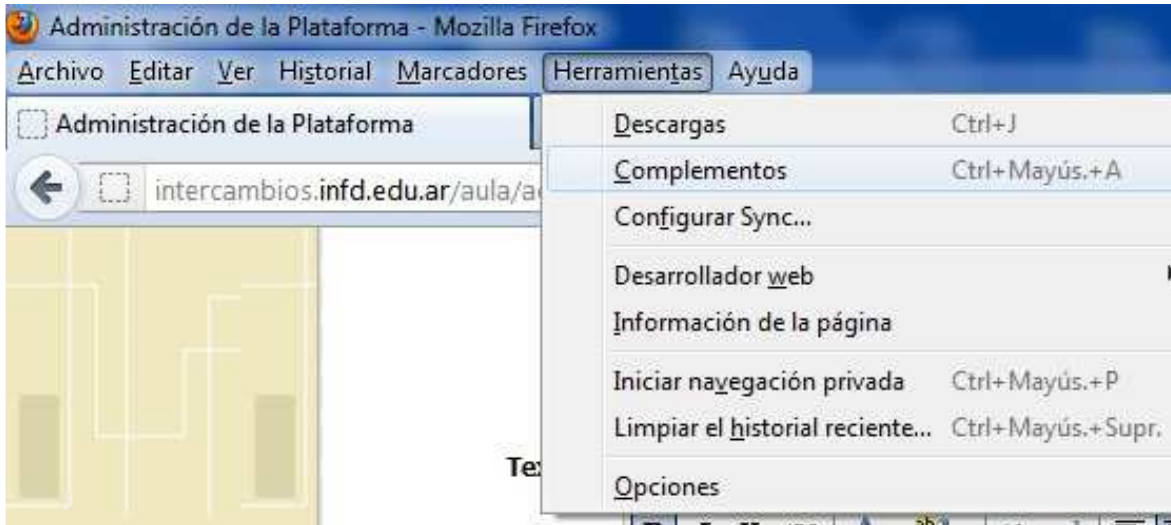 Administración de la Plataforma - Mozilla Firefox
Archivo Editar Ver Historial Marcadores Herramientas Ayuda
Administración de la Plataforma
intercambios.infd.edu.ar/aula/a
Descargas Ctrl+J
Complementos Ctrl+Mayús.+A
Configurar Sync...
Desarrollador web
Información de la página
Iniciar navegación privada Ctrl+Mayús.+P
Limpiar el historial reciente... Ctrl+Mayús.+Supr.
Opciones
Te